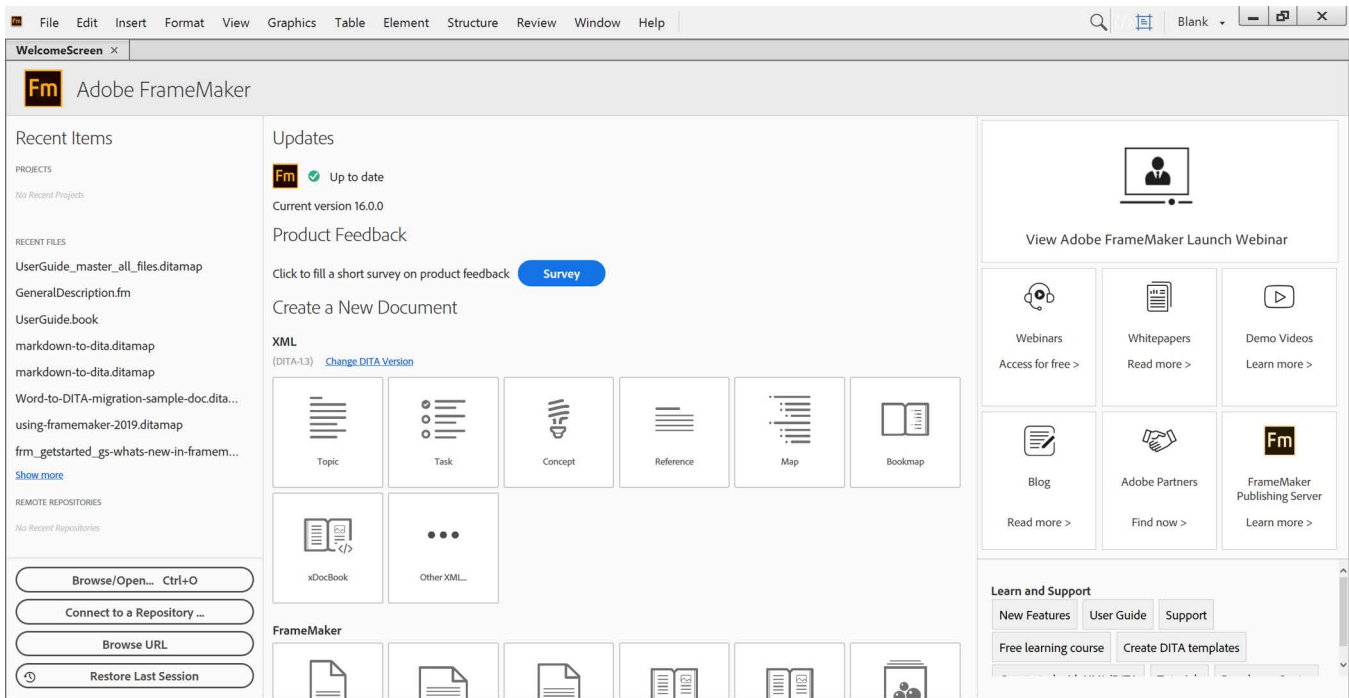 File Edit Insert Format View Graphics Table Element Structure Review Window Help Blank
WelcomeScreen ×
Fm Adobe FrameMaker
Recent Items
PROJECTS
No Recent Projects
RECENT FILES
UserGuide_master_all_files.ditamap
GeneralDescription.fm
UserGuide.book
markdown-to-dita.ditamap
markdown-to-dita.ditamap
Word-to-DITA-migration-sample-doc.dita...
using-framemaker-2019.ditamap
frm_getstarted_gs-whats-new-in-framem...
Show more
REMOTE REPOSITORIES
No Recent Repositories
Browse/Open... Ctrl+O
Connect to a Repository ...
Browse URL
Restore Last Session
Updates
Fm Up to date
Current version 16.0.0
Product Feedback
Click to fill a short survey on product feedback Survey
Create a New Document
XML
(DITA-1.3) Change DITA Version
Topic Task Concept Reference Map Bookmap
xDocBook Other XML...
FrameMaker
View Adobe FrameMaker Launch Webinar
Webinars Whitepapers Demo Videos
Access for free > Read more > Learn more >
Fm
Blog Adobe Partners FrameMaker
Publishing Server
Read more > Find now > Learn more >
Learn and Support
New Features User Guide Support
Free learning course Create DITA templates